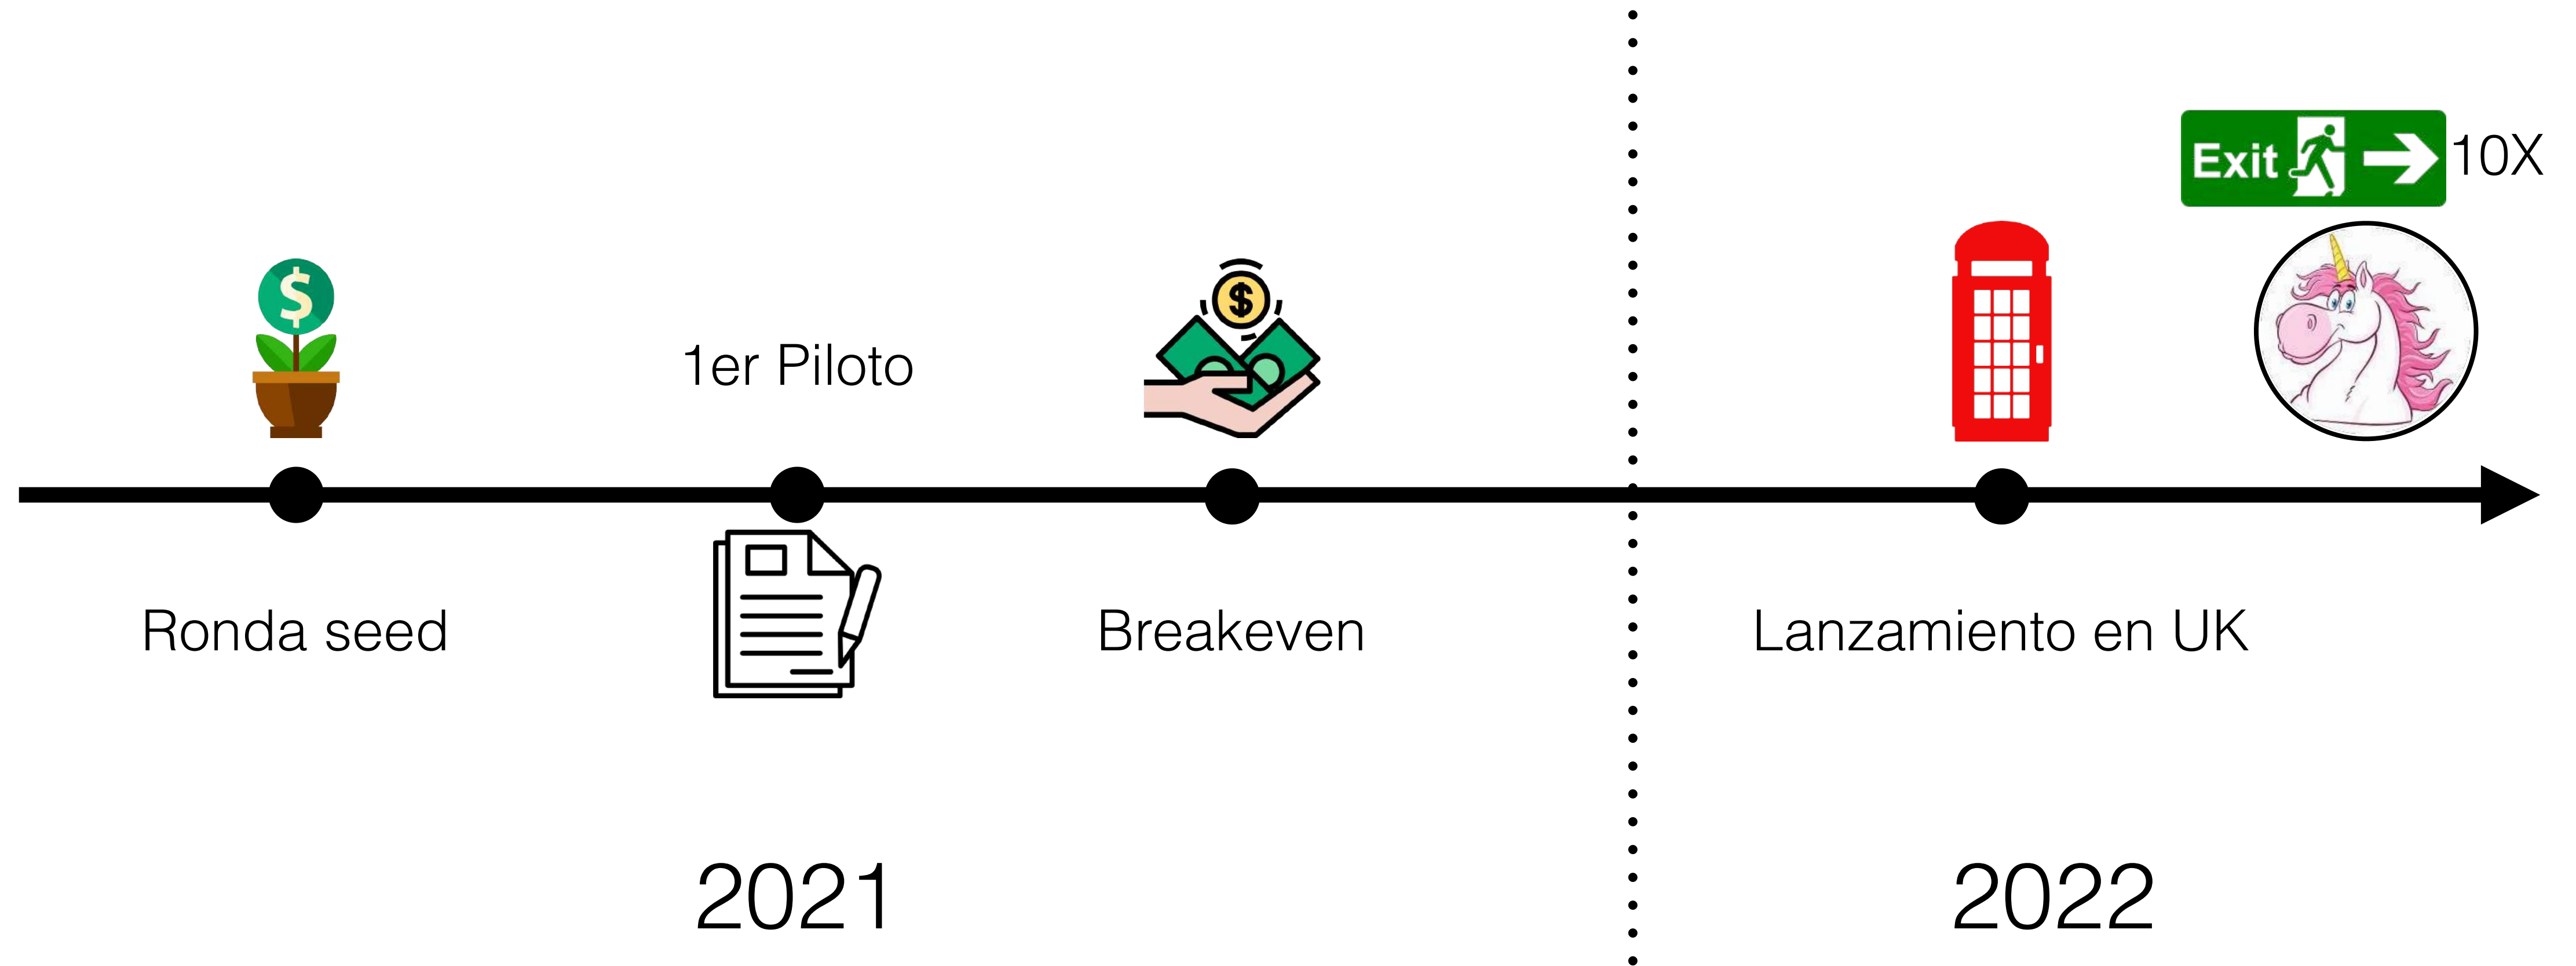 Exit
10X
1er Piloto
Ronda seed
Breakeven
Lanzamiento en UK
2021
2022